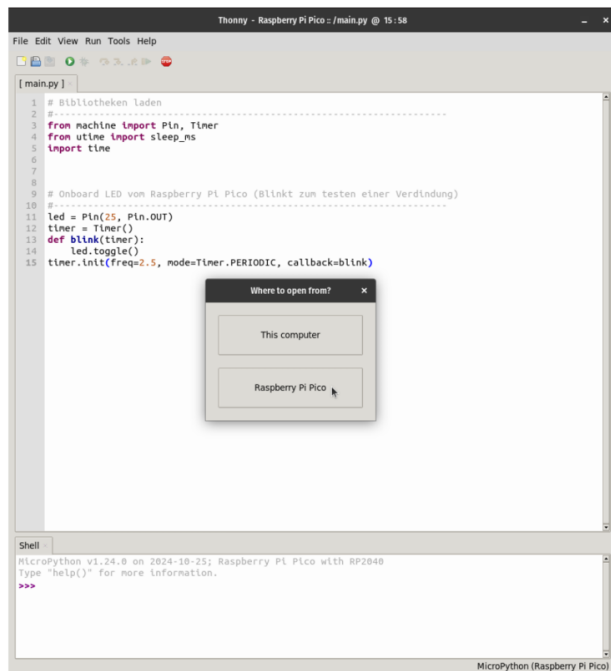 Thonny - Raspberry Pi Pico :: /main.py @ 15 : 58
File Edit View Run Tools Help
[ main.py ]
1 # Bibliotheken laden
2 #-----------------------------------------------------------------
3 from machine import Pin, Timer
4 from utime import sleep_ms
5 import time
6
7
8
9 # Onboard LED vom Raspberry Pi Pico (Blinkt zum testen einer Verdindung)
10 #-----------------------------------------------------------------
11 led = Pin(25, Pin.OUT)
12 timer = Timer()
13 def blink(timer):
14     led.toggle()
15 timer.init(freq=2.5, mode=Timer.PERIODIC, callback=blink)
Where to open from?
This computer
Raspberry Pi Pico
Shell
MicroPython v1.24.0 on 2024-10-25; Raspberry Pi Pico with RP2040
Type "help()" for more information.
>>>
MicroPython (Raspberry Pi Pico)